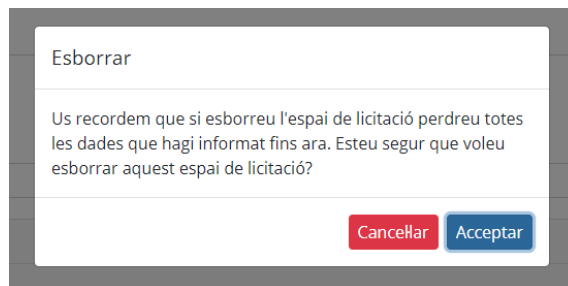 Esborrar
Us recordem que si esborreu l'espai de licitació perdreu totes
les dades que hagi informat fins ara. Esteu segur que voleu
esborrar aquest espai de licitació?
Cancel·lar Acceptar